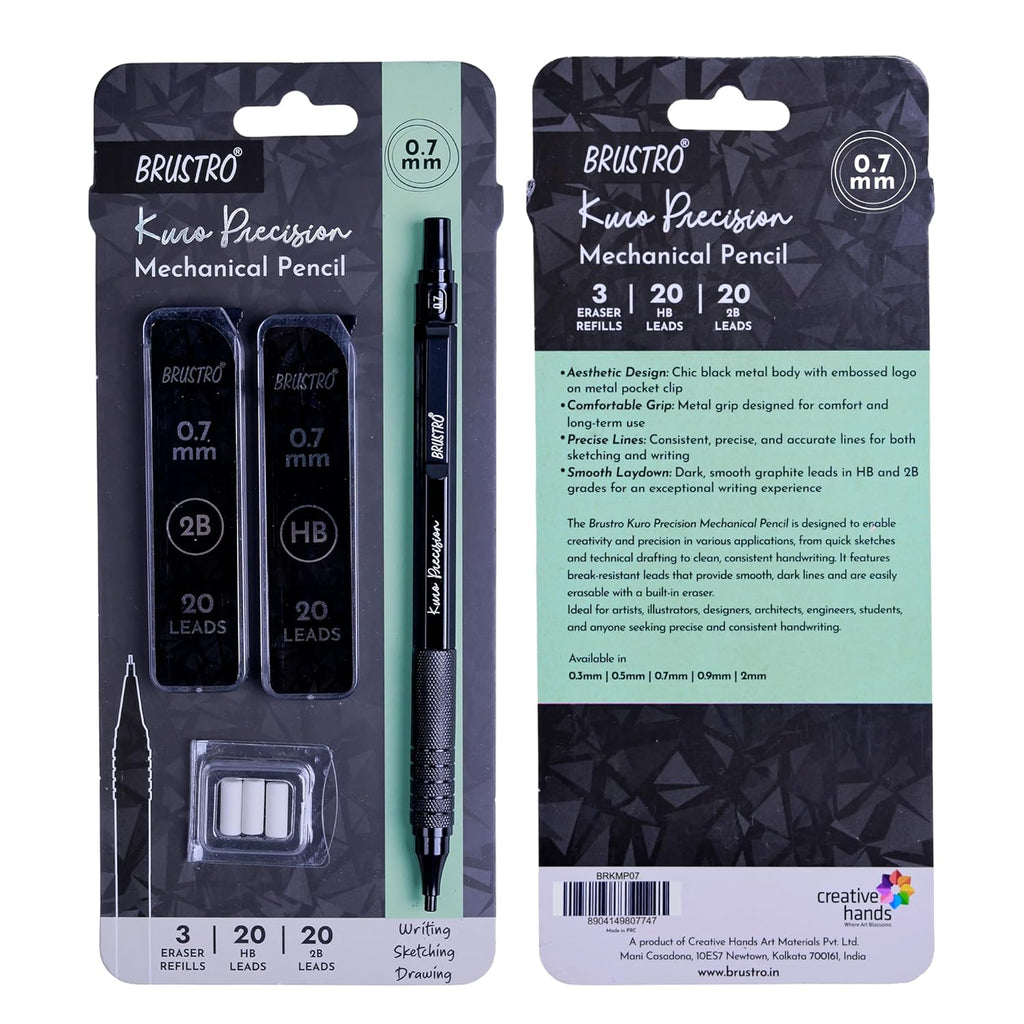 BRUSTRO®
0.7
mm
Kuro Precision
Mechanical Pencil
BRUSTRO®
0.7
mm
2B
20
LEADS
BRUSTRO®
0.7
mm
HB
20
LEADS
0.7
BRUSTRO®
Kuro Precision
3 | 20 | 20
ERASER REFILLS HB LEADS 2B LEADS
Writing
Sketching
Drawing
BRUSTRO®
0.7
mm
Kuro Precision
Mechanical Pencil
3 | 20 | 20
ERASER REFILLS HB LEADS 2B LEADS
•Aesthetic Design: Chic black metal body with embossed logo
on metal pocket clip
•Comfortable Grip: Metal grip designed for comfort and
long-term use
•Precise Lines: Consistent, precise, and accurate lines for both
sketching and writing
•Smooth Laydown: Dark, smooth graphite leads in HB and 2B
grades for an exceptional writing experience
The Brustro Kuro Precision Mechanical Pencil is designed to enable
creativity and precision in various applications, from quick sketches
and technical drafting to clean, consistent handwriting. It features
break-resistant leads that provide smooth, dark lines and are easily
erasable with a built-in eraser.
Ideal for artists, illustrators, designers, architects, engineers, students,
and anyone seeking precise and consistent handwriting.
Available in
0.3mm | 0.5mm | 0.7mm | 0.9mm | 2mm
BRKMP07
8904149807747
Made in PRC
creative
hands
Where Art Blossoms
A product of Creative Hands Art Materials Pvt. Ltd.
Mani Casadona, 10ES7 Newtown, Kolkata 700161, India
www.brustro.in